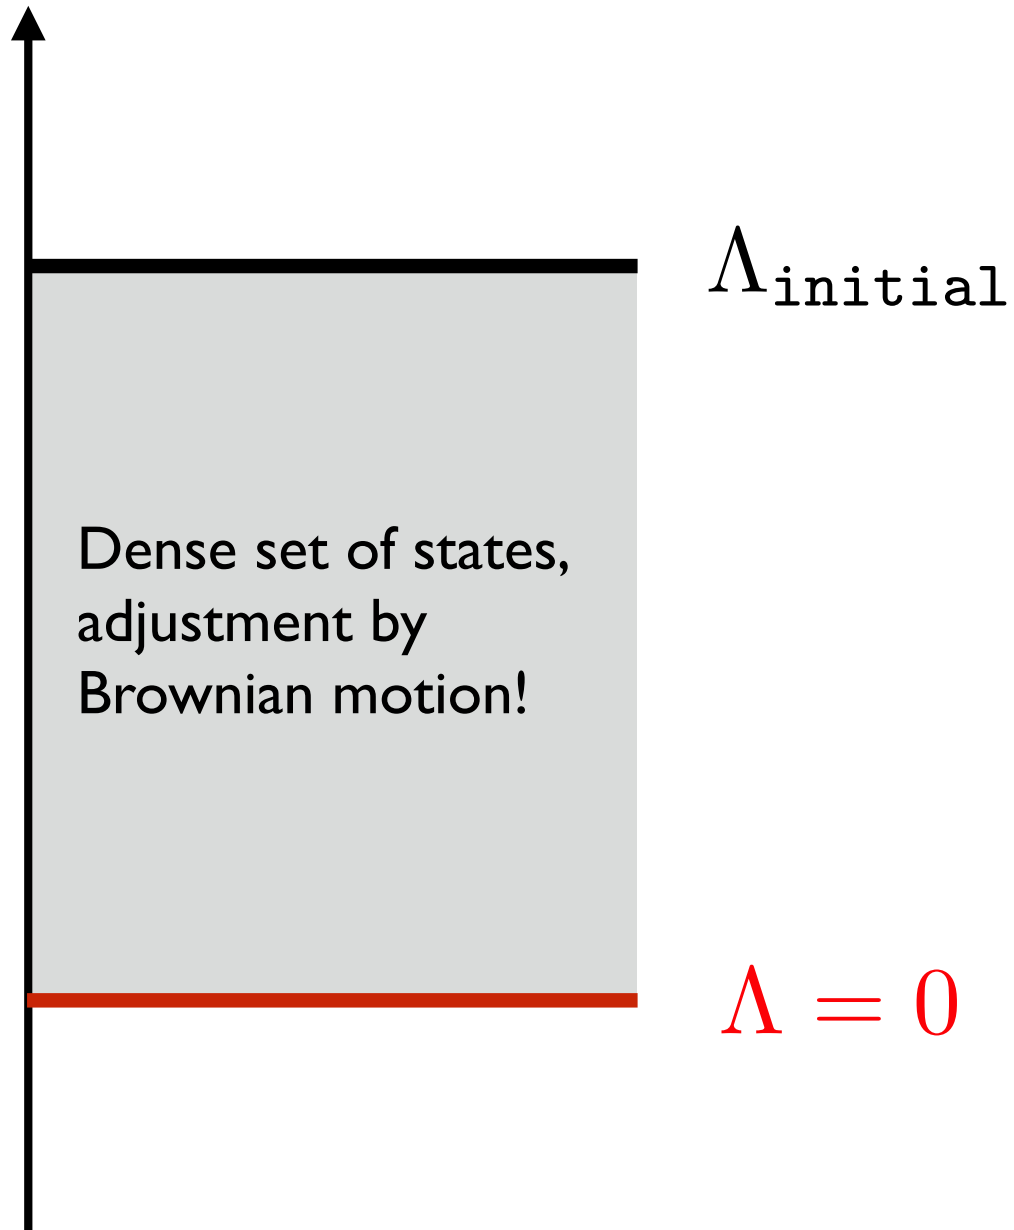 Λinitial
Dense set of states,
adjustment by
Brownian motion!
Λ = 0